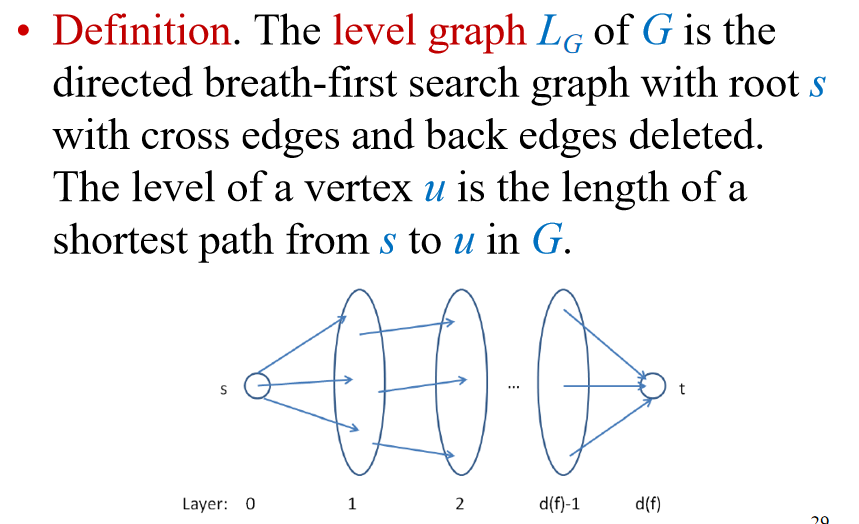 • Definition. The level graph L_G of G is the
directed breath-first search graph with root s
with cross edges and back edges deleted.
The level of a vertex u is the length of a
shortest path from s to u in G.
s
...
t
Layer: 0 1 2 d(f)-1 d(f)
29